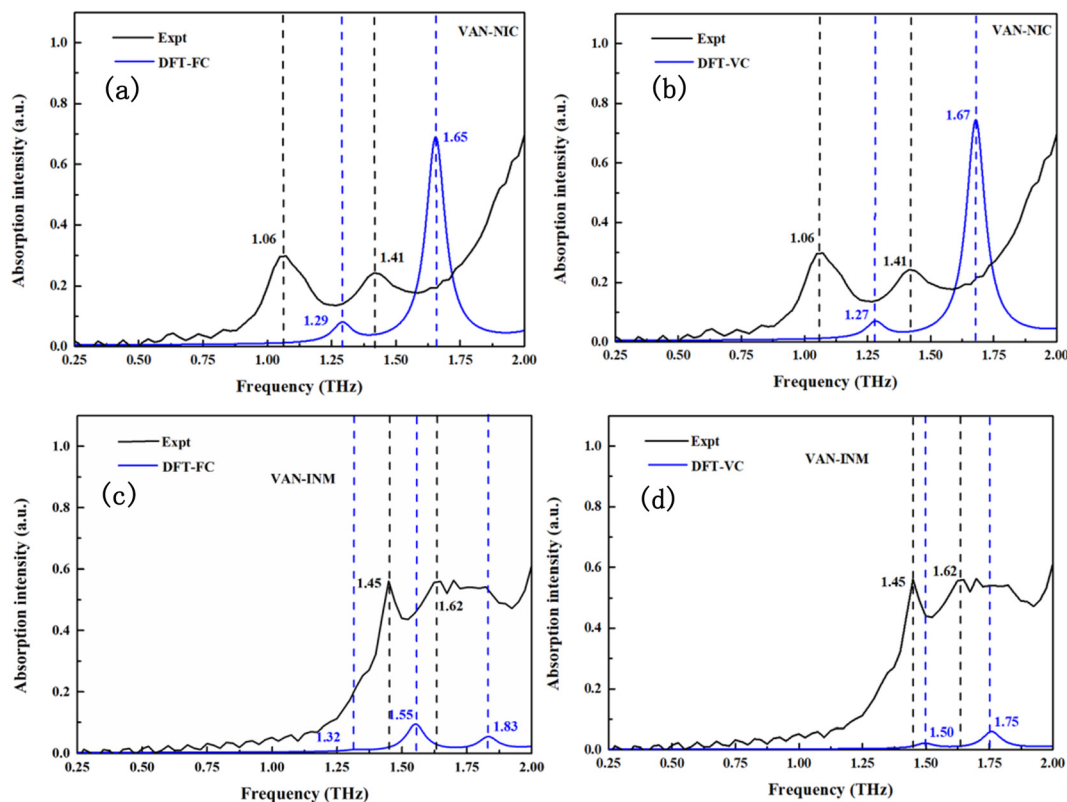 1.0
Expt
VAN-NIC
DFT-FC
(a)
0.8
1.65
0.6
Absorption intensity (a.u.)
0.4
1.06
1.41
0.2
1.29
0.0
0.25 0.50 0.75 1.00 1.25 1.50 1.75 2.00
Frequency (THz)
1.0
Expt
VAN-NIC
DFT-VC
(b)
0.8
1.67
0.6
Absorption intensity (a.u.)
0.4
1.06
1.41
0.2
1.27
0.0
0.25 0.50 0.75 1.00 1.25 1.50 1.75 2.00
Frequency (THz)
1.0
Expt
DFT-FC
VAN-INM
(c)
0.8
0.6
Absorption intensity (a.u.)
1.45
1.62
0.4
0.2
1.55
1.83
1.32
0.0
0.25 0.50 0.75 1.00 1.25 1.50 1.75 2.00
Frequency (THz)
1.0
Expt
DFT-VC
VAN-INM
(d)
0.8
0.6
Absorption intensity (a.u.)
1.45
1.62
0.4
0.2
1.50
1.75
0.0
0.25 0.50 0.75 1.00 1.25 1.50 1.75 2.00
Frequency (THz)